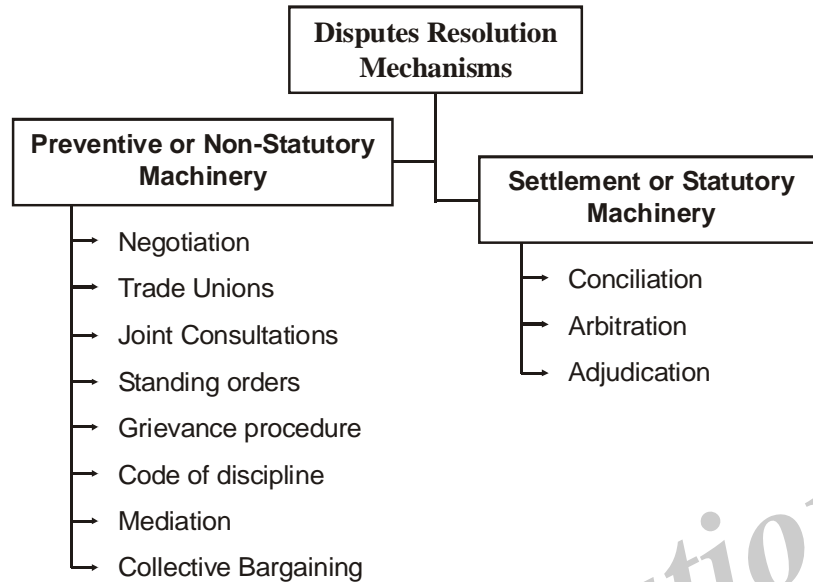 Disputes Resolution
Mechanisms
Preventive or Non-Statutory
Machinery
Negotiation
Trade Unions
Joint Consultations
Standing orders
Grievance procedure
Code of discipline
Mediation
Collective Bargaining
Settlement or Statutory
Machinery
Conciliation
Arbitration
Adjudication